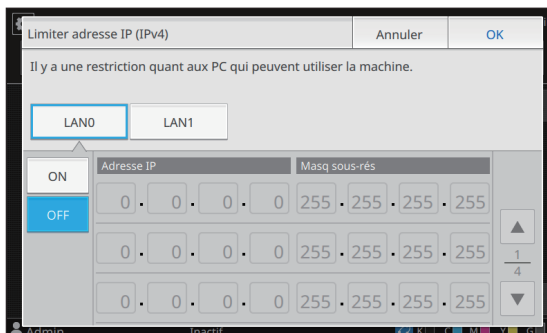 Limiter adresse IP (IPv4) Annuler OK
Il y a une restriction quant aux PC qui peuvent utiliser la machine.
LAN0 LAN1
ON Adresse IP Masq sous-rés
OFF 0. 0. 0. 0 255. 255. 255. 255
0. 0. 0. 0 255. 255. 255. 255
1
4
0. 0. 0. 0 255. 255. 255. 255
Admin Inactif K C M Y